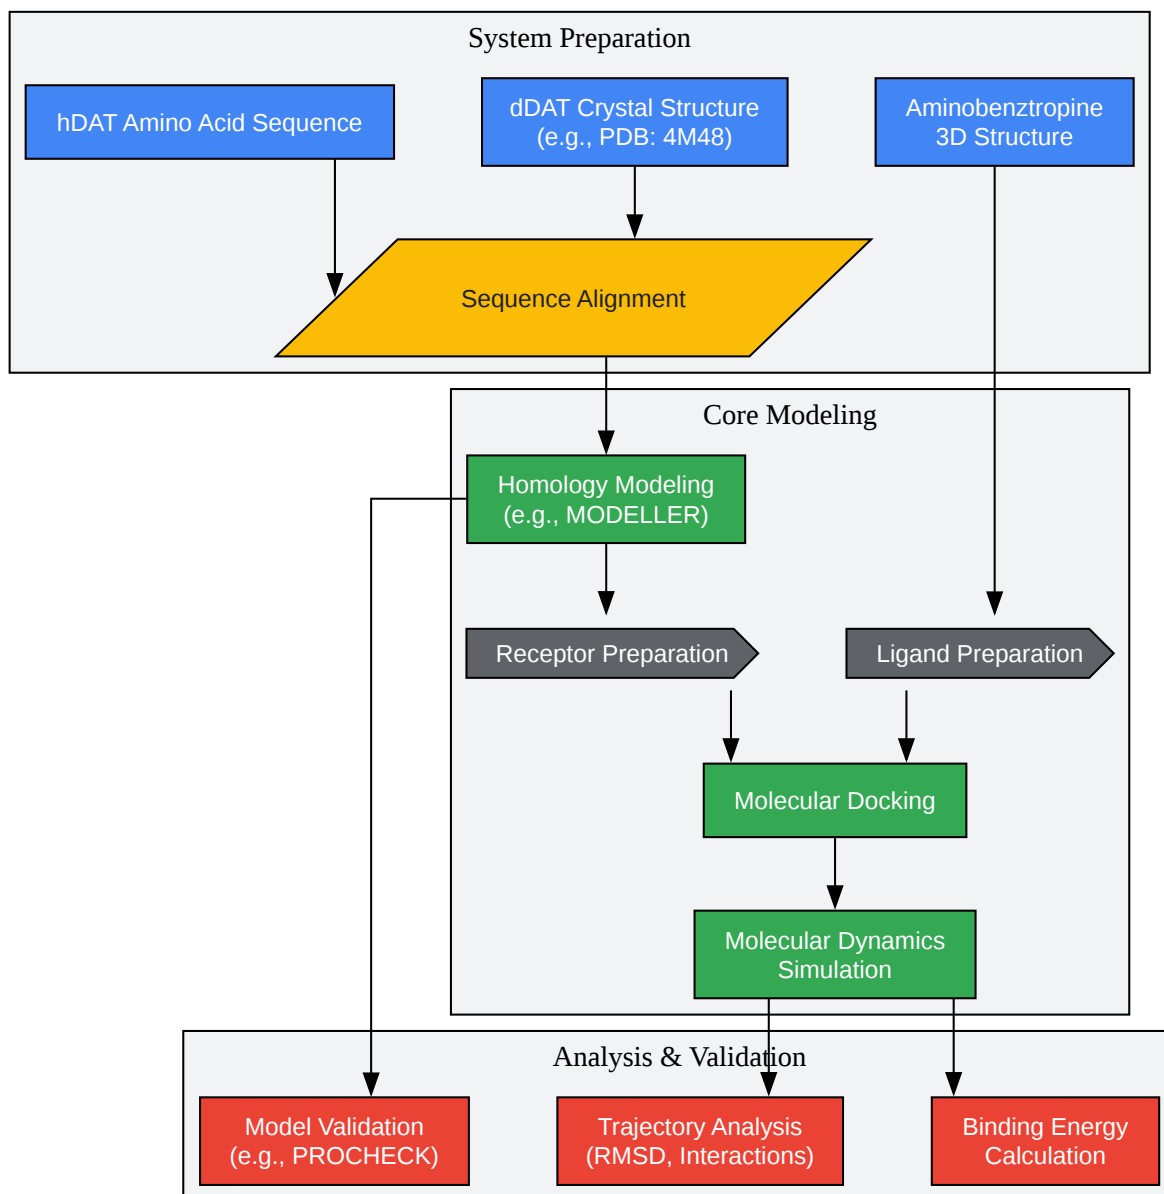 System Preparation
hDAT Amino Acid Sequence
dDAT Crystal Structure
(e.g., PDB: 4M48)
Aminobenztropine
3D Structure
Sequence Alignment
Core Modeling
Homology Modeling
(e.g., MODELLER)
Receptor Preparation
Ligand Preparation
Molecular Docking
Molecular Dynamics
Simulation
Analysis & Validation
Model Validation
(e.g., PROCHECK)
Trajectory Analysis
(RMSD, Interactions)
Binding Energy
Calculation